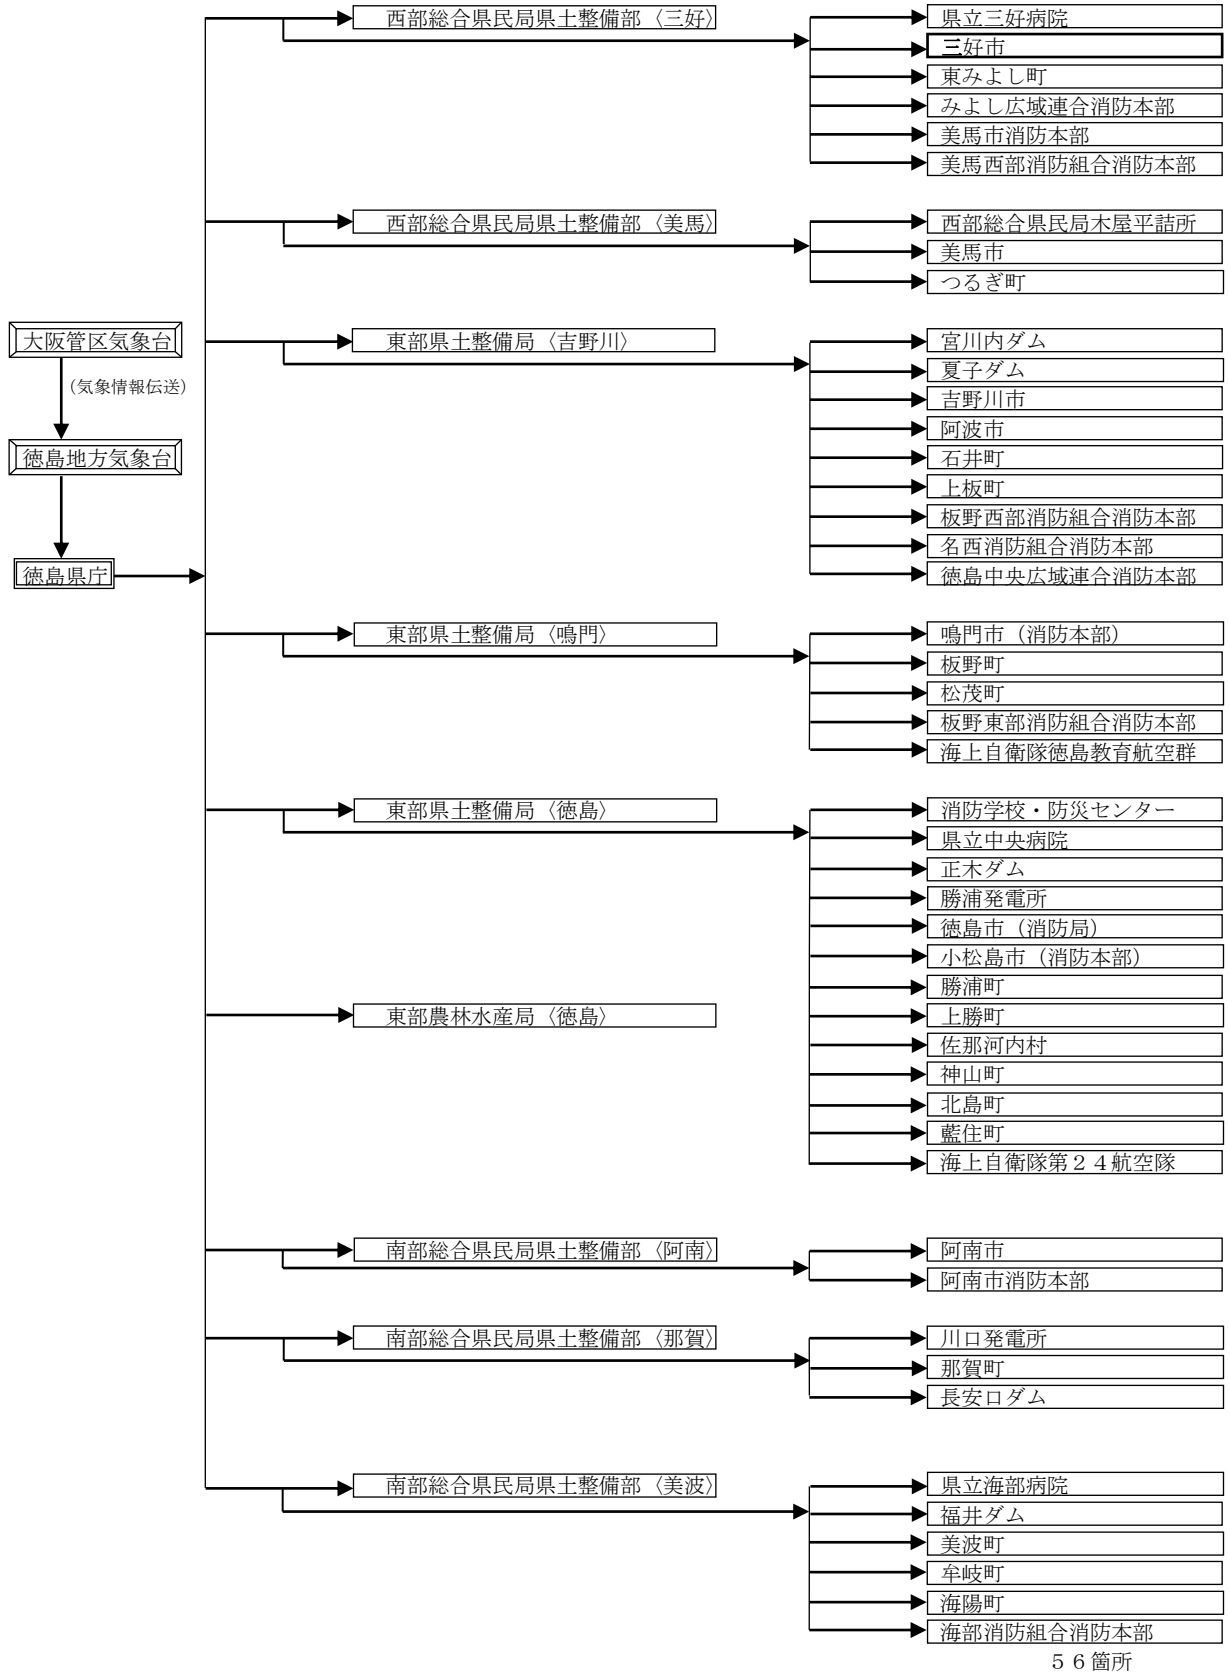 大阪管区気象台
（気象情報伝送）
徳島地方気象台
徳島県庁
西部総合県民局県土整備部〈三好〉
県立三好病院
三好市
東みよし町
みよし広域連合消防本部
美馬市消防本部
美馬西部消防組合消防本部
西部総合県民局県土整備部〈美馬〉
西部総合県民局木屋平詰所
美馬市
つるぎ町
東部県土整備局〈吉野川〉
宮川内ダム
夏子ダム
吉野川市
阿波市
石井町
上板町
板野西部消防組合消防本部
名西消防組合消防本部
徳島中央広域連合消防本部
東部県土整備局〈鳴門〉
鳴門市（消防本部）
板野町
松茂町
板野東部消防組合消防本部
海上自衛隊徳島教育航空群
東部県土整備局〈徳島〉
消防学校・防災センター
県立中央病院
正木ダム
勝浦発電所
徳島市（消防局）
小松島市（消防本部）
勝浦町
東部農林水産局〈徳島〉
上勝町
佐那河内村
神山町
北島町
藍住町
海上自衛隊第２４航空隊
南部総合県民局県土整備部〈阿南〉
阿南市
阿南市消防本部
南部総合県民局県土整備部〈那賀〉
川口発電所
那賀町
長安口ダム
南部総合県民局県土整備部〈美波〉
県立海部病院
福井ダム
美波町
牟岐町
海陽町
海部消防組合消防本部
５６箇所